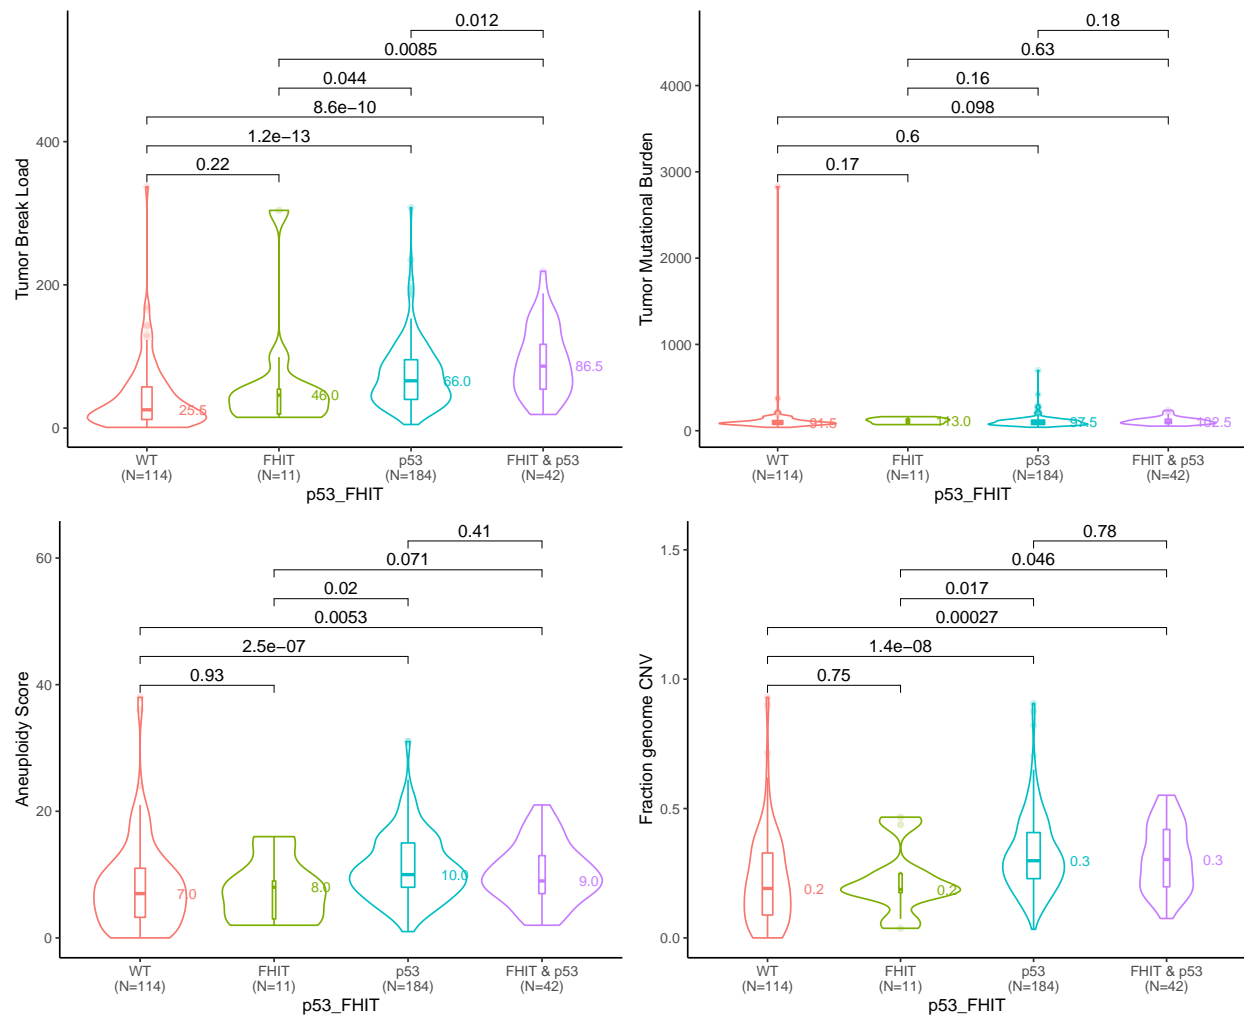 0.012
0.0085
0.044
8.6e−10
1.2e−13
0.22
Tumor Break Load
400
200
0
25.5
46.0
66.0
86.5
WT
(N=114)
FHIT
(N=11)
p53
(N=184)
FHIT & p53
(N=42)
p53_FHIT
0.18
0.63
0.16
0.098
0.6
0.17
Tumor Mutational Burden
4000
3000
2000
1000
0
91.5
113.0
97.5
102.5
WT
(N=114)
FHIT
(N=11)
p53
(N=184)
FHIT & p53
(N=42)
p53_FHIT
0.41
0.071
0.02
0.0053
2.5e−07
0.93
Aneuploidy Score
60
40
20
0
7.0
8.0
10.0
9.0
WT
(N=114)
FHIT
(N=11)
p53
(N=184)
FHIT & p53
(N=42)
p53_FHIT
0.78
0.046
0.017
0.00027
1.4e−08
0.75
Fraction genome CNV
1.5
1.0
0.5
0.0
0.2
0.2
0.3
0.3
WT
(N=114)
FHIT
(N=11)
p53
(N=184)
FHIT & p53
(N=42)
p53_FHIT